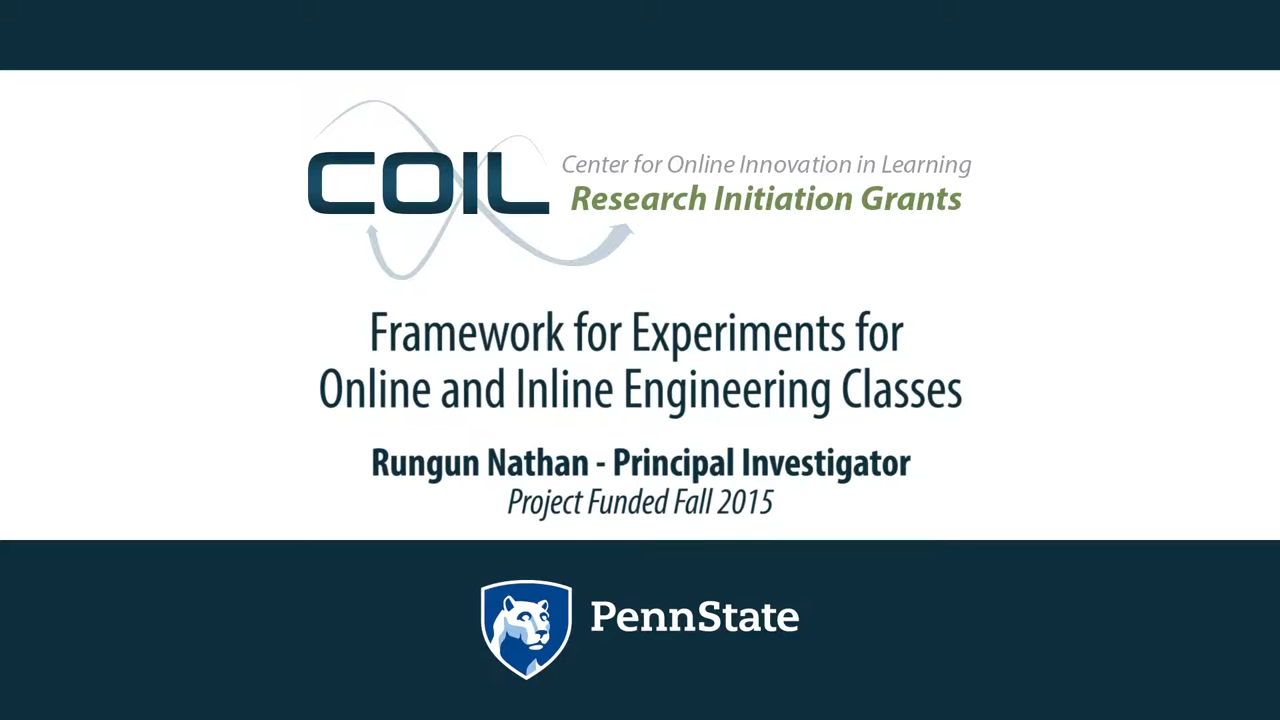 COIL
Center for Online Innovation in Learning
Research Initiation Grants
Framework for Experiments for
Online and Inline Engineering Classes
Rungun Nathan - Principal Investigator
Project Funded Fall 2015
PennState